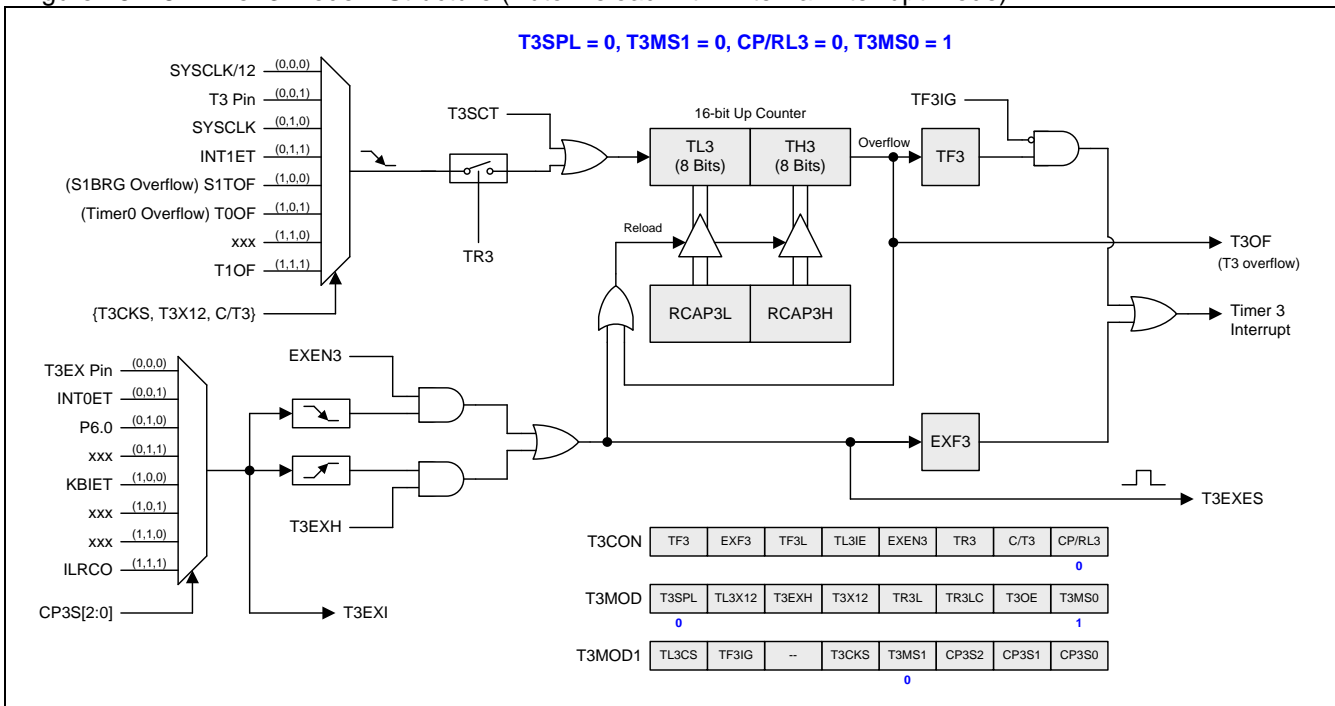 T3SPL = 0, T3MS1 = 0, CP/RL3 = 0, T3MS0 = 1
SYSCLK/12 (0,0,0)
T3 Pin (0,0,1)
SYSCLK (0,1,0)
INT1ET (0,1,1)
(S1BRG Overflow) S1TOF (1,0,0)
(Timer0 Overflow) T0OF (1,0,1)
xxx (1,1,0)
T1OF (1,1,1)
{T3CKS, T3X12, C/T3}
TR3
T3SCT
16-bit Up Counter
TL3
(8 Bits)
TH3
(8 Bits)
Overflow
TF3
TF3IG
Reload
RCAP3L
RCAP3H
T3OF
(T3 overflow)
Timer 3
Interrupt
T3EX Pin (0,0,0)
INT0ET (0,0,1)
P6.0 (0,1,0)
xxx (0,1,1)
KBIET (1,0,0)
xxx (1,0,1)
xxx (1,1,0)
ILRCO (1,1,1)
CP3S[2:0]
EXEN3
T3EXH
T3EXI
EXF3
T3EXES
T3CON TF3 EXF3 TF3L TL3IE EXEN3 TR3 C/T3 CP/RL3
0
T3MOD T3SPL TL3X12 T3EXH T3X12 TR3L TR3LC T3OE T3MS0
0 1
T3MOD1 TL3CS TF3IG -- T3CKS T3MS1 CP3S2 CP3S1 CP3S0
0